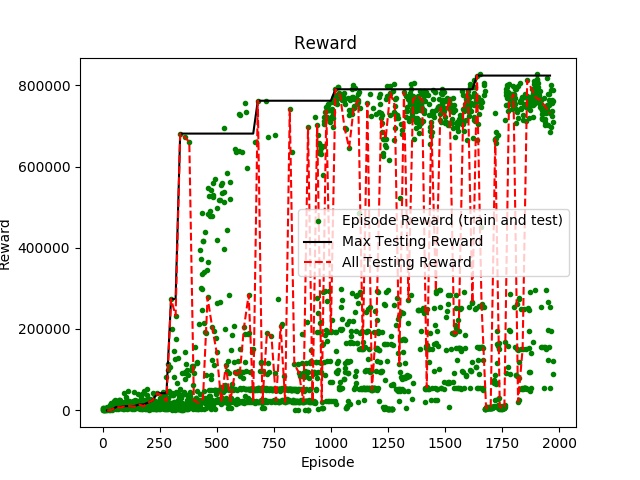 Reward
800000
600000
400000
200000
0
Reward
Episode Reward (train and test)
Max Testing Reward
All Testing Reward
0 250 500 750 1000 1250 1500 1750 2000
Episode